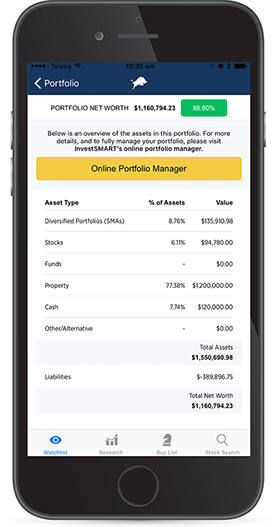 Telstra
10:35 am
Portfolio
PORTFOLIO NET WORTH $1,160,794.23 88.80%
Below is an overview of the assets in this portfolio. For more
details, and to fully manage your portfolio, please visit
InvestSMART's online portfolio manager.
Online Portfolio Manager
Asset Type % of Assets Value
Diversified Portfolios (SMAs) 8.76% $135,910.98
Stocks 6.11% $94,780.00
Funds - $0.00
Property 77.38% $1,200,000.00
Cash 7.74% $120,000.00
Other/Alternative - $0.00
Total Assets
$1,550,690.98
Liabilities $-389,896.75
Total Net Worth
$1,160,794.23
Watchlist Research Buy List Stock Search